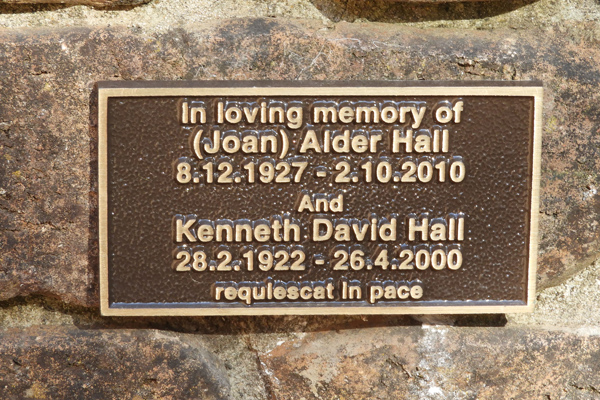 In loving memory of
(Joan) Alder Hall
8.12.1927 - 2.10.2010
And
Kenneth David Hall
28.2.1922 - 26.4.2000
requiescat in pace